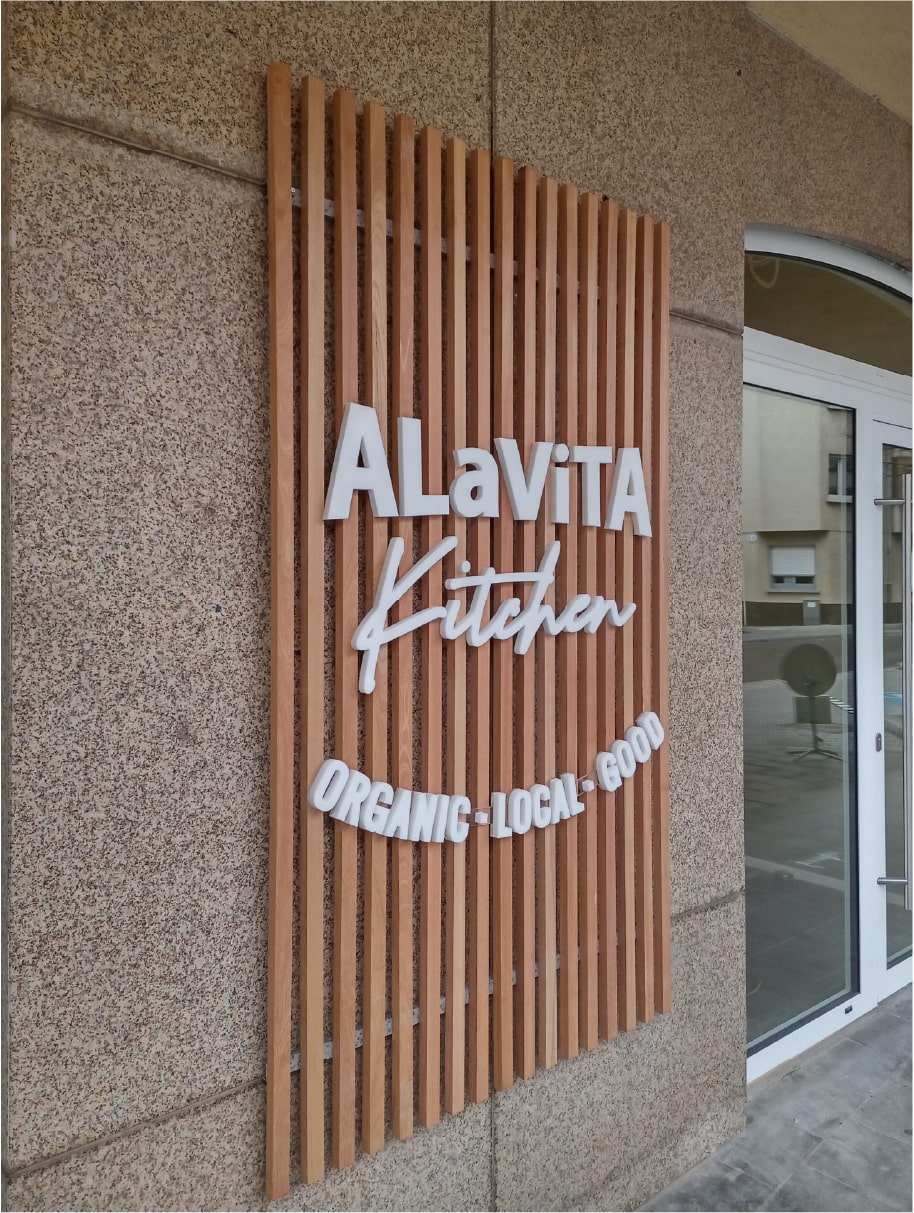 ALaViTA
Kitchen
ORGANIC · LOCAL · GOOD